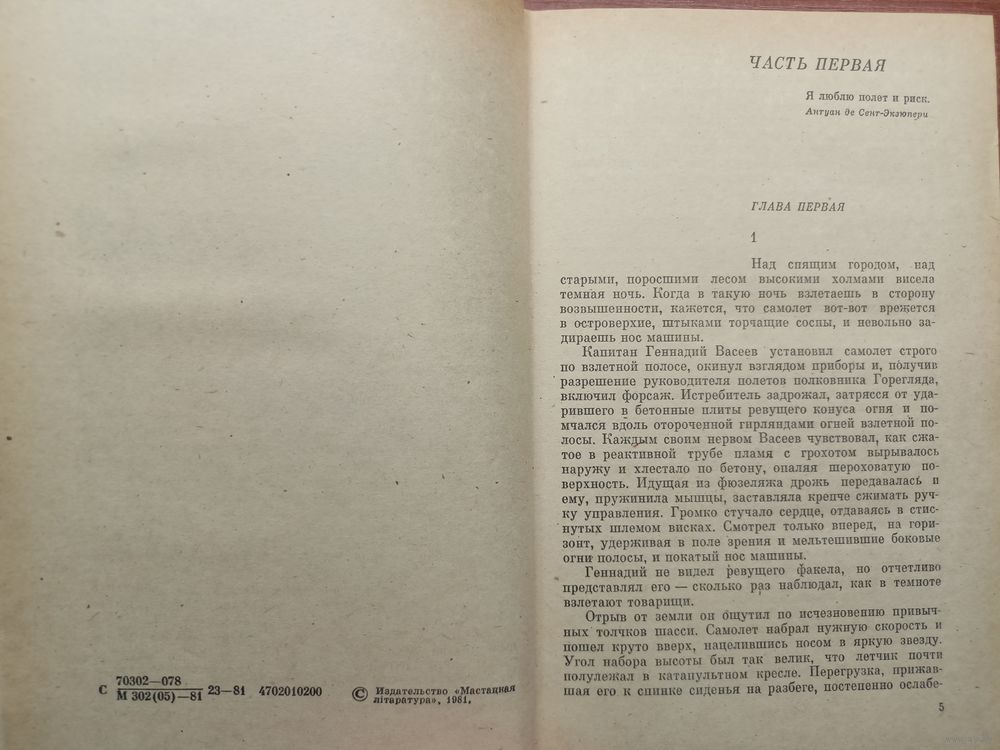 С 70302—078
М 302(05)—81 23—81 4702010200
© Издательство «Мастацкая
літаратура», 1981.
ЧАСТЬ ПЕРВАЯ
Я люблю полет и риск.
Антуан де Сент-Экзюпери
ГЛАВА ПЕРВАЯ
1
Над спящим городом, над
старыми, поросшими лесом высокими холмами висела
темная ночь. Когда в такую ночь взлетаешь в сторону
возвышенности, кажется, что самолет вот-вот врежется
в островерхие, штыками торчащие сосны, и невольно за-
дираешь нос машины.
Капитан Геннадий Васеев установил самолет строго
по взлетной полосе, окинул взглядом приборы и, получив
разрешение руководителя полетов полковника Горегляда,
включил форсаж. Истребитель задрожал, затрясся от уда-
рившего в бетонные плиты ревущего конуса огня и по-
мчался вдоль отороченной гирляндами огней взлетной по-
лосы. Каждым своим нервом Васеев чувствовал, как сжа-
тое в реактивной трубе пламя с грохотом вырывалось
наружу и хлестало по бетону, опаляя шероховатую по-
верхность. Идущая из фюзеляжа дрожь передавалась и
ему, пружинила мышцы, заставляла крепче сжимать руч-
ку управления. Громко стучало сердце, отдаваясь в стис-
нутых шлемом висках. Смотрел только вперед, на гори-
зонт, удерживая в поле зрения и мельтешившие боковые
огни полосы, и покатый нос машины.
Геннадий не видел ревущего факела, но отчетливо
представлял его — сколько раз наблюдал, как в темноте
взлетают товарищи.
Отрыв от земли он ощутил по исчезновению привыч-
ных толчков шасси. Самолет набрал нужную скорость и
пошел круто вверх, нацелившись носом в яркую звезду.
Угол набора высоты был так велик, что летчик почти
полулежал в катапультном кресле. Перегрузка, прижав-
шая его к спинке сиденья на разбеге, постепенно ослабе-
5